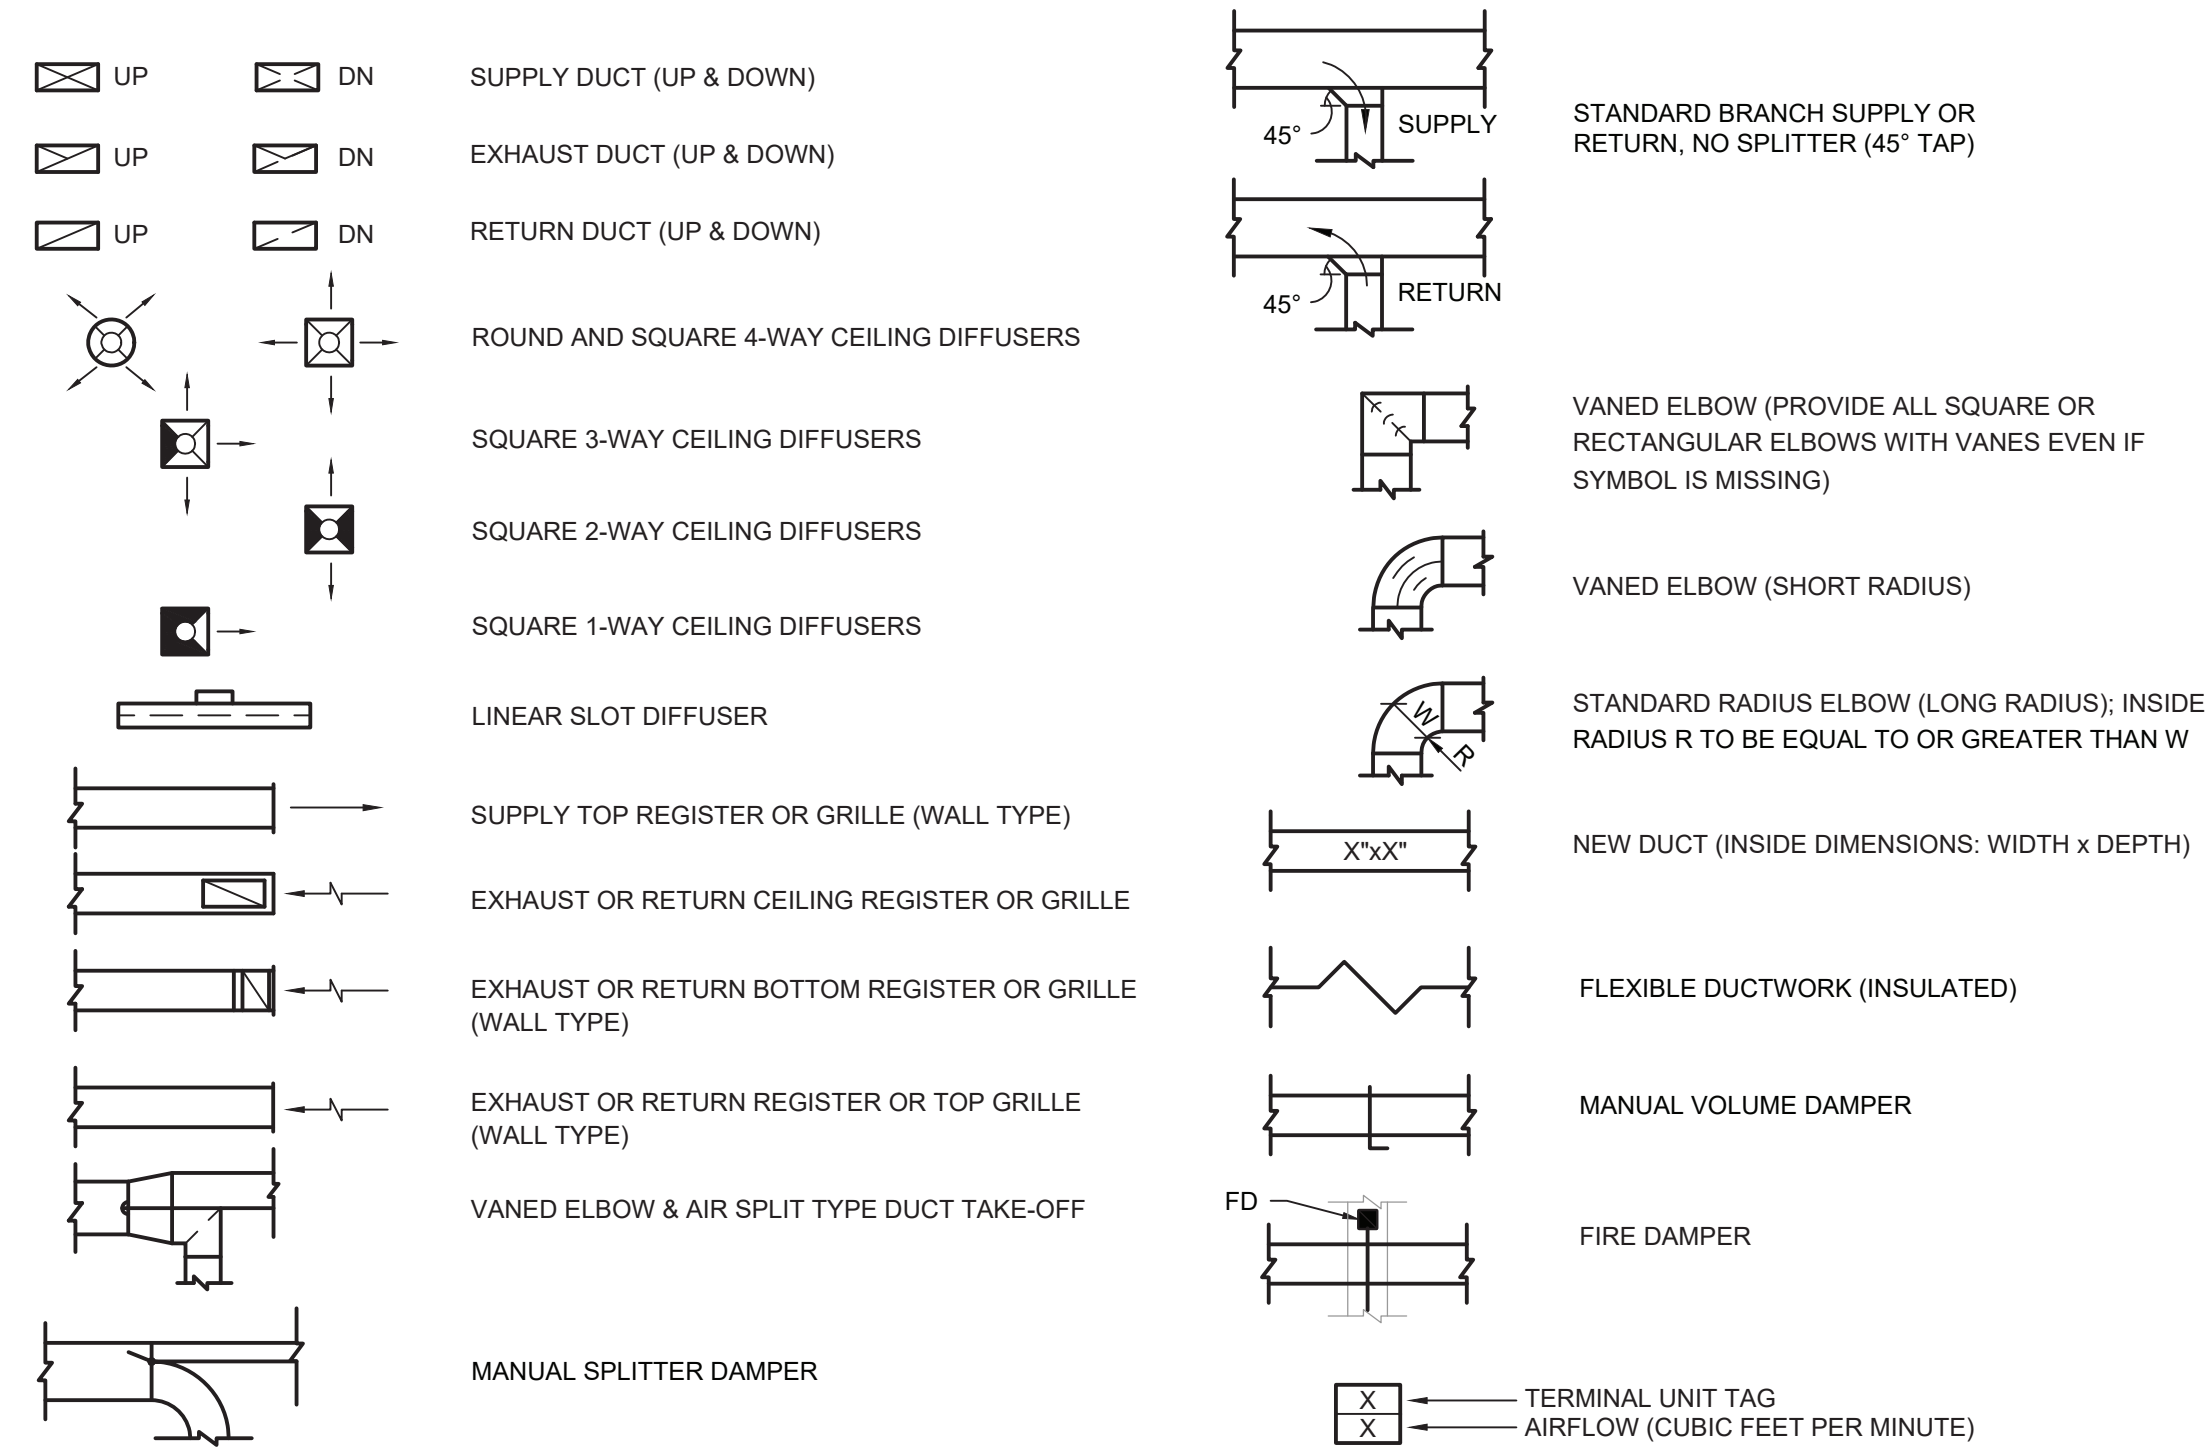 UP
DN
SUPPLY DUCT (UP & DOWN)
UP
DN
EXHAUST DUCT (UP & DOWN)
UP
DN
RETURN DUCT (UP & DOWN)
ROUND AND SQUARE 4-WAY CEILING DIFFUSERS
SQUARE 3-WAY CEILING DIFFUSERS
SQUARE 2-WAY CEILING DIFFUSERS
SQUARE 1-WAY CEILING DIFFUSERS
LINEAR SLOT DIFFUSER
SUPPLY TOP REGISTER OR GRILLE (WALL TYPE)
EXHAUST OR RETURN CEILING REGISTER OR GRILLE
EXHAUST OR RETURN BOTTOM REGISTER OR GRILLE
(WALL TYPE)
EXHAUST OR RETURN REGISTER OR TOP GRILLE
(WALL TYPE)
VANED ELBOW & AIR SPLIT TYPE DUCT TAKE-OFF
MANUAL SPLITTER DAMPER
45°
SUPPLY
STANDARD BRANCH SUPPLY OR
RETURN, NO SPLITTER (45° TAP)
45°
RETURN
VANED ELBOW (PROVIDE ALL SQUARE OR
RECTANGULAR ELBOWS WITH VANES EVEN IF
SYMBOL IS MISSING)
VANED ELBOW (SHORT RADIUS)
W
R
STANDARD RADIUS ELBOW (LONG RADIUS); INSIDE
RADIUS R TO BE EQUAL TO OR GREATER THAN W
X"xX"
NEW DUCT (INSIDE DIMENSIONS: WIDTH x DEPTH)
FLEXIBLE DUCTWORK (INSULATED)
MANUAL VOLUME DAMPER
FD
FIRE DAMPER
X
TERMINAL UNIT TAG
X
AIRFLOW (CUBIC FEET PER MINUTE)